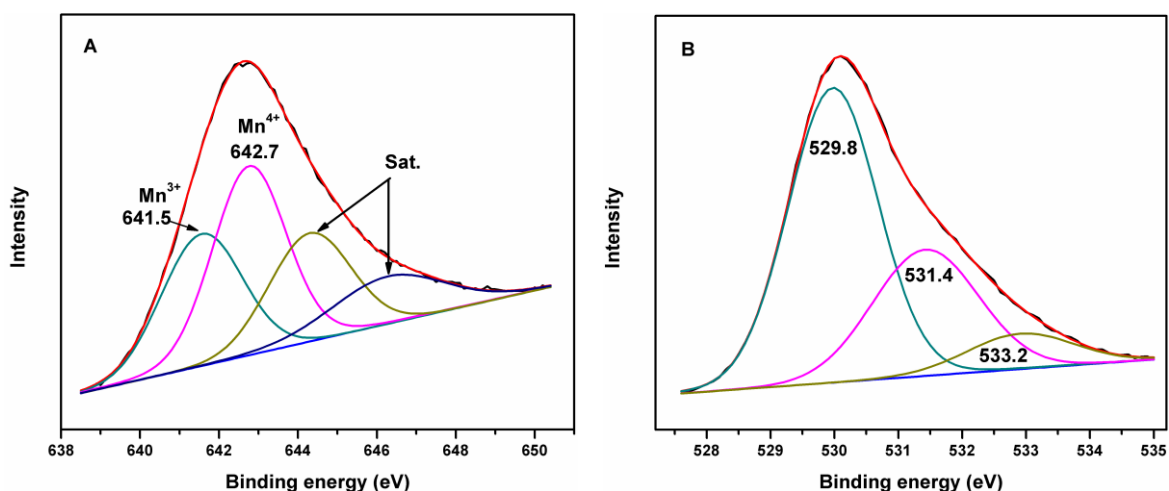 A
Mn4+
642.7
Sat.
Mn3+
641.5
Intensity
638 640 642 644 646 648 650
Binding energy (eV)
B
529.8
531.4
533.2
Intensity
528 529 530 531 532 533 534 535
Binding energy (eV)